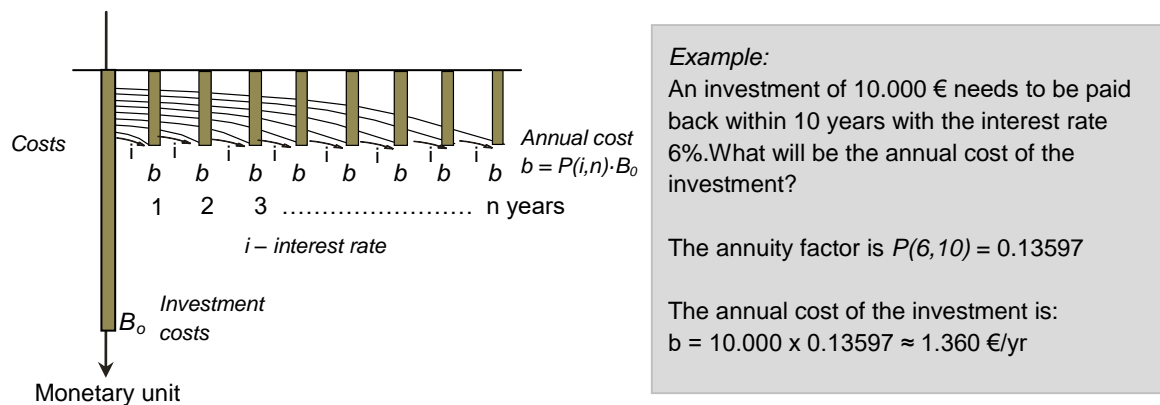 Costs
i i i i i i i i
Annual cost
b = P(i,n)·B₀
b b b b b b b b
1 2 3 ........................ n years
i – interest rate
Investment
costs
Bₒ
Monetary unit
Example:
An investment of 10.000 € needs to be paid
back within 10 years with the interest rate
6%.What will be the annual cost of the
investment?
The annuity factor is P(6,10) = 0.13597
The annual cost of the investment is:
b = 10.000 x 0.13597 ≈ 1.360 €/yr